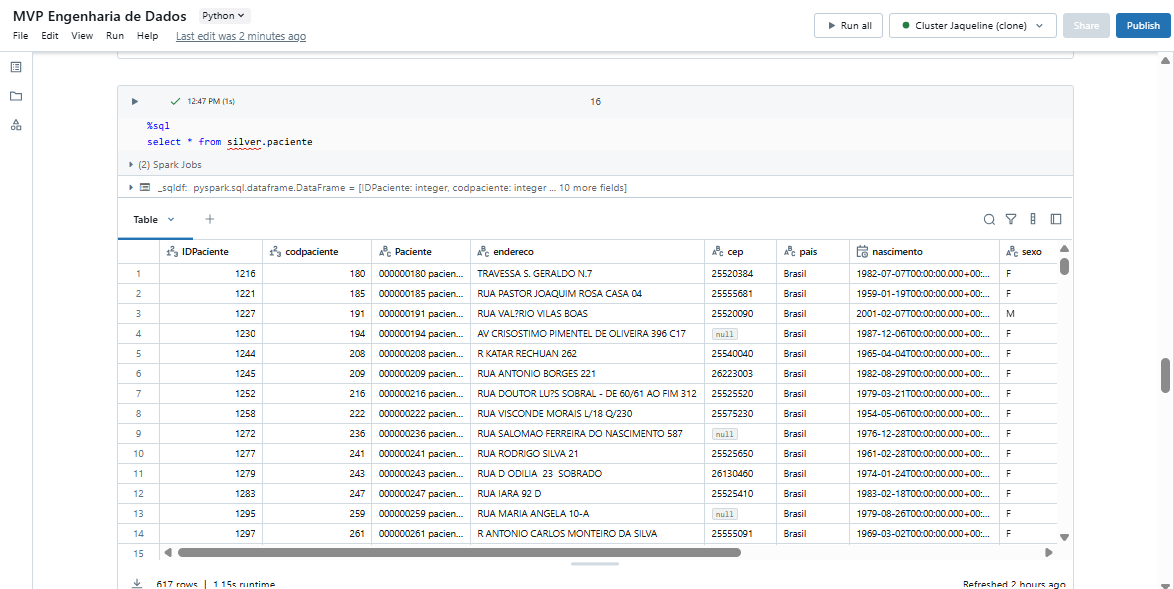 MVP Engenharia de Dados Python
File Edit View Run Help Last edit was 2 minutes ago
Run all Cluster Jaqueline (clone) Share Publish
12:47 PM (1s) 16
%sql
select * from silver.paciente
(2) Spark Jobs
_sqldf: pyspark.sql.dataframe.DataFrame = [IDPaciente: integer, codpaciente: integer ... 10 more fields]
Table +
IDPaciente codpaciente Paciente endereco cep pais nascimento sexo
1 1216 180 000000180 pacien... TRAVESSA S. GERALDO N.7 25520384 Brasil 1982-07-07T00:00:00.000+00:... F
2 1221 185 000000185 pacien... RUA PASTOR JOAQUIM ROSA CASA 04 25555681 Brasil 1959-01-19T00:00:00.000+00:... F
3 1227 191 000000191 pacien... RUA VAL?RIO VILAS BOAS 25520090 Brasil 2001-02-07T00:00:00.000+00:... M
4 1230 194 000000194 pacien... AV CRISOSTIMO PIMENTEL DE OLIVEIRA 396 C17 null Brasil 1987-12-06T00:00:00.000+00:... F
5 1244 208 000000208 pacien... R KATAR RECHUAN 262 25540040 Brasil 1965-04-04T00:00:00.000+00:... F
6 1245 209 000000209 pacien... RUA ANTONIO BORGES 221 26223003 Brasil 1982-08-29T00:00:00.000+00:... F
7 1252 216 000000216 pacien... RUA DOUTOR LU?S SOBRAL - DE 60/61 AO FIM 312 25525520 Brasil 1979-03-21T00:00:00.000+00:... F
8 1258 222 000000222 pacien... RUA VISCONDE MORAIS L/18 Q/230 25575230 Brasil 1954-05-06T00:00:00.000+00:... F
9 1272 236 000000236 pacien... RUA SALOMAO FERREIRA DO NASCIMENTO 587 null Brasil 1976-12-28T00:00:00.000+00:... F
10 1277 241 000000241 pacien... RUA RODRIGO SILVA 21 25525650 Brasil 1961-02-28T00:00:00.000+00:... F
11 1279 243 000000243 pacien... RUA D ODILIA 23 SOBRADO 26130460 Brasil 1974-01-24T00:00:00.000+00:... F
12 1283 247 000000247 pacien... RUA IARA 92 D 25525410 Brasil 1983-02-18T00:00:00.000+00:... F
13 1295 259 000000259 pacien... RUA MARIA ANGELA 10-A null Brasil 1979-08-26T00:00:00.000+00:... F
14 1297 261 000000261 pacien... R ANTONIO CARLOS MONTEIRO DA SILVA 25555091 Brasil 1969-03-02T00:00:00.000+00:... F
15
617 rows | 1.15s runtime Refreshed 2 hours ago